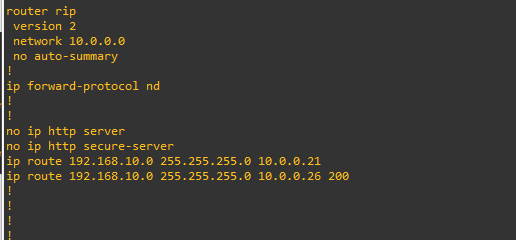 router rip
 version 2
 network 10.0.0.0
 no auto-summary
!
ip forward-protocol nd
!
!
no ip http server
no ip http secure-server
ip route 192.168.10.0 255.255.255.0 10.0.0.21
ip route 192.168.10.0 255.255.255.0 10.0.0.26 200
!
!
!
!